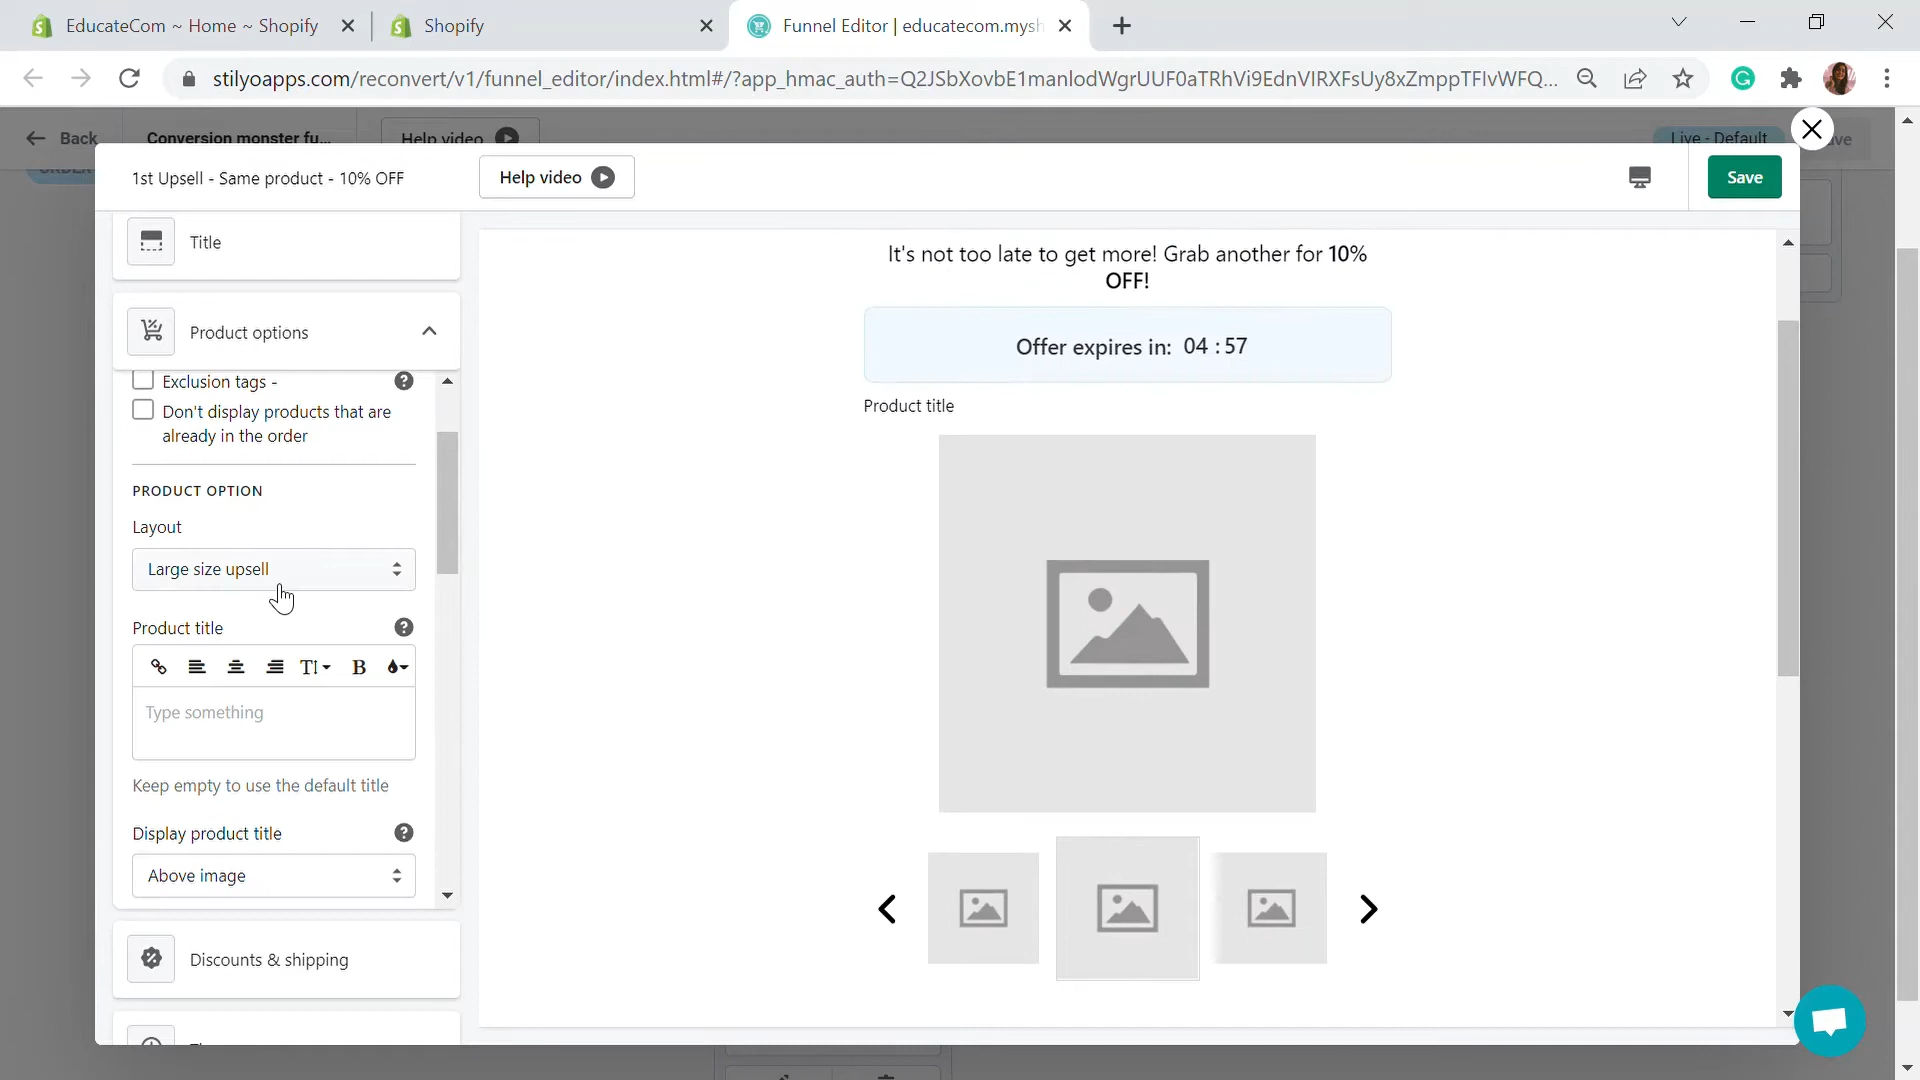 EducateCom ~ Home ~ Shopify
Shopify
Funnel Editor | educatecom.mysh
stilyoapps.com/reconvert/v1/funnel_editor/index.html#/?app_hmac_auth=Q2JSbXovbE1manlodWgrUUF0aTRhVi9EdnVIRXFsUy8xZmppTFIvWFQ...
Back
Conversion monster fu...
Help video
Live - Default
1st Upsell - Same product - 10% OFF
Help video
Save
Title
Product options
Exclusion tags -
Don't display products that are
already in the order
PRODUCT OPTION
Layout
Large size upsell
Product title
B
Type something
Keep empty to use the default title
Display product title
Above image
Discounts & shipping
It's not too late to get more! Grab another for 10%
OFF!
Offer expires in: 04 : 57
Product title